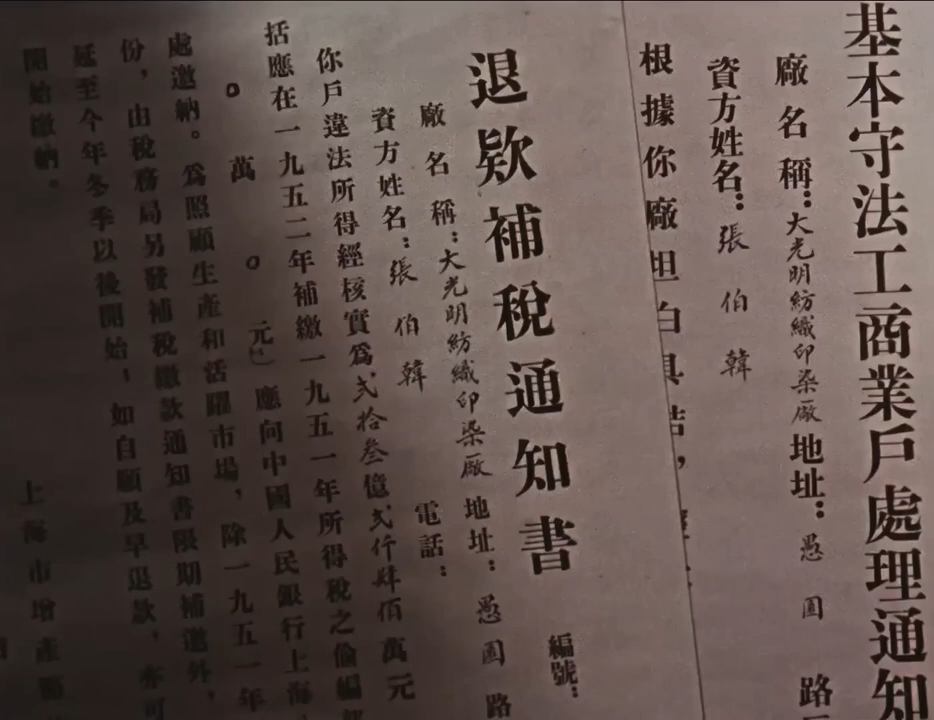 基本守法工商業戶處理通知
廠名稱：大光明紡織印染廠地址：愚园路
資方姓名：張伯韓
根據你廠坦白具結，
退欵補稅通知書
編號：
廠名稱：大光明紡織印染廠地址：愚园路
資方姓名：張伯韓電話：
你戶違法所得經核實爲弍拾叁億弍仟肆佰萬元
括應在一九五二年補繳一九五一年所得稅之偷
。萬。元）應向中國人民銀行上海
處邀納。爲照顧生產和活躍市場，除一九五一年
份，由稅務局另發補稅繳款通知書限期補邀外，
延至今年冬季以後開始，如自願及早退款，亦可
開始繳納。
上海市增產